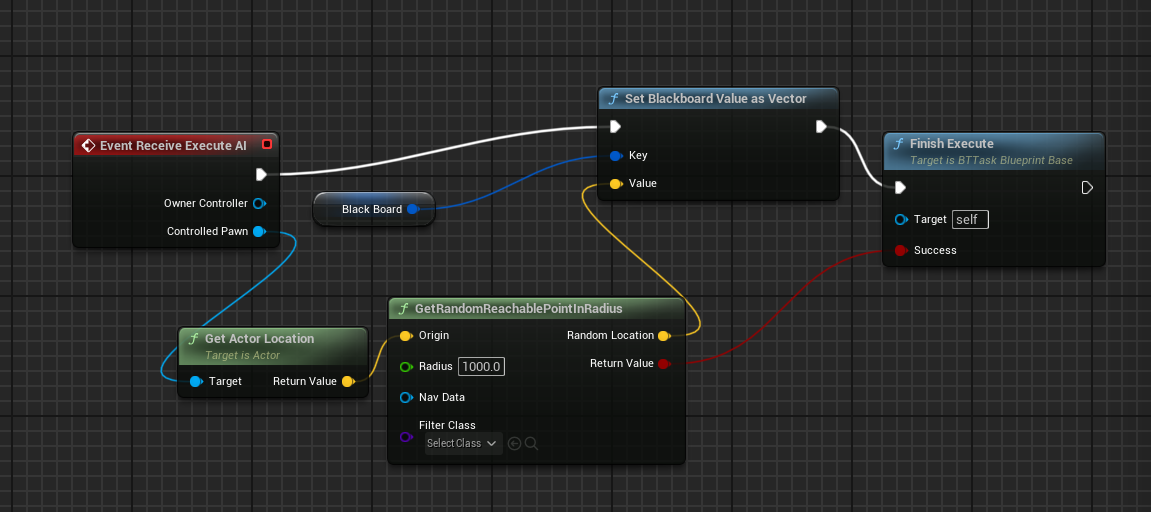 Event Receive Execute AI
Owner Controller
Controlled Pawn
Black Board
Set Blackboard Value as Vector
Key
Value
Finish Execute
Target is BTTask Blueprint Base
Target self
Success
Get Actor Location
Target is Actor
Target Return Value
GetRandomReachablePointInRadius
Origin Random Location
Radius 1000.0 Return Value
Nav Data
Filter Class
Select Class